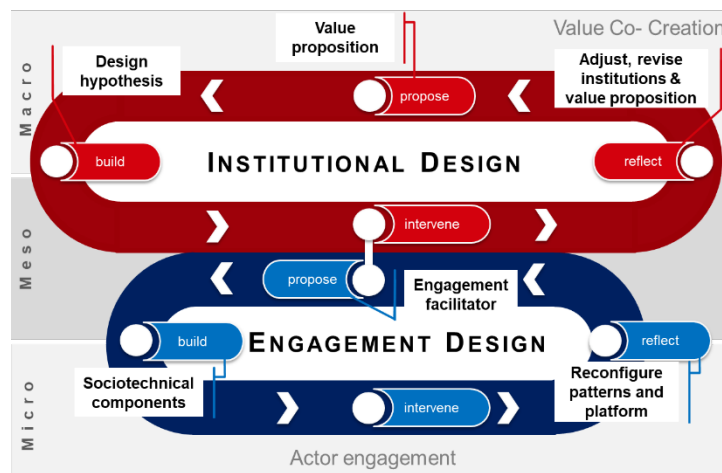 Value
proposition
Value Co- Creation
Design
hypothesis
Adjust, revise
institutions &
value proposition
Macro
propose
build
INSTITUTIONAL DESIGN
reflect
Meso
intervene
propose
Engagement
facilitator
build
ENGAGEMENT DESIGN
reflect
Sociotechnical
components
Reconfigure
patterns and
platform
Micro
intervene
Actor engagement